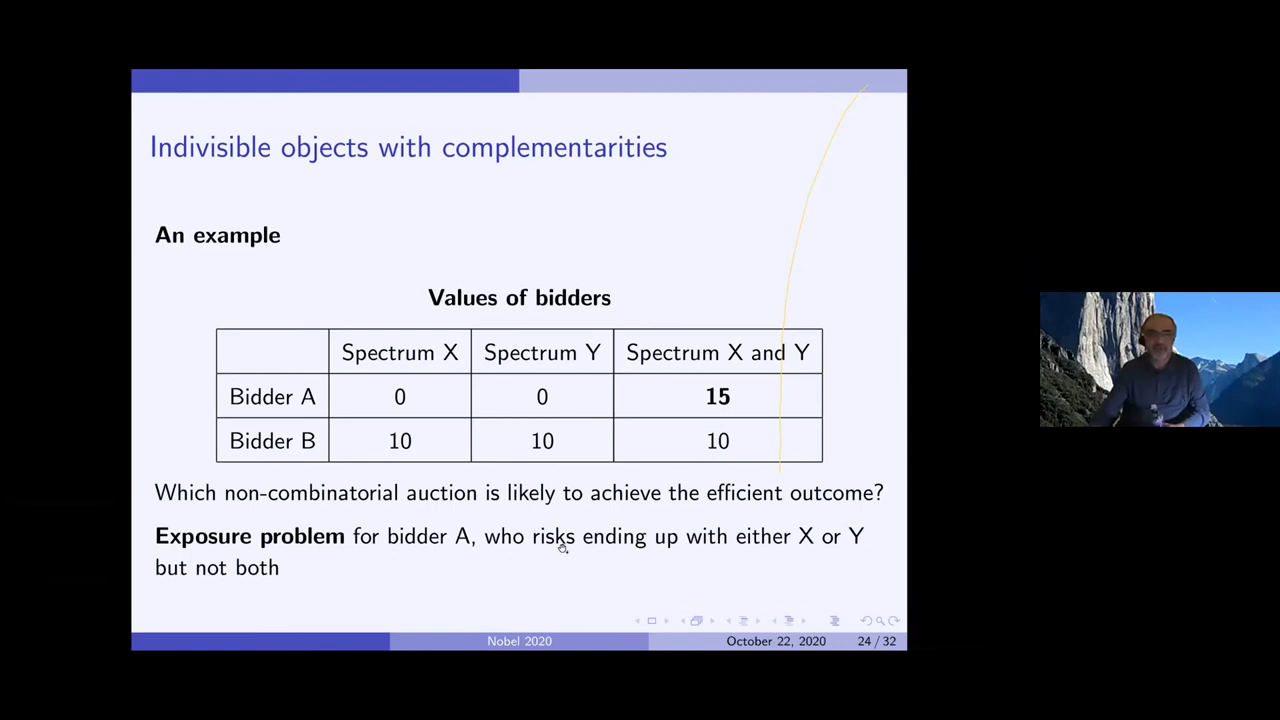 Indivisible objects with complementarities
An example
Values of bidders
Spectrum X Spectrum Y Spectrum X and Y
Bidder A 0 0 15
Bidder B 10 10 10
Which non-combinatorial auction is likely to achieve the efficient outcome?
Exposure problem for bidder A, who risks ending up with either X or Y
but not both
Nobel 2020 October 22, 2020 24 / 32